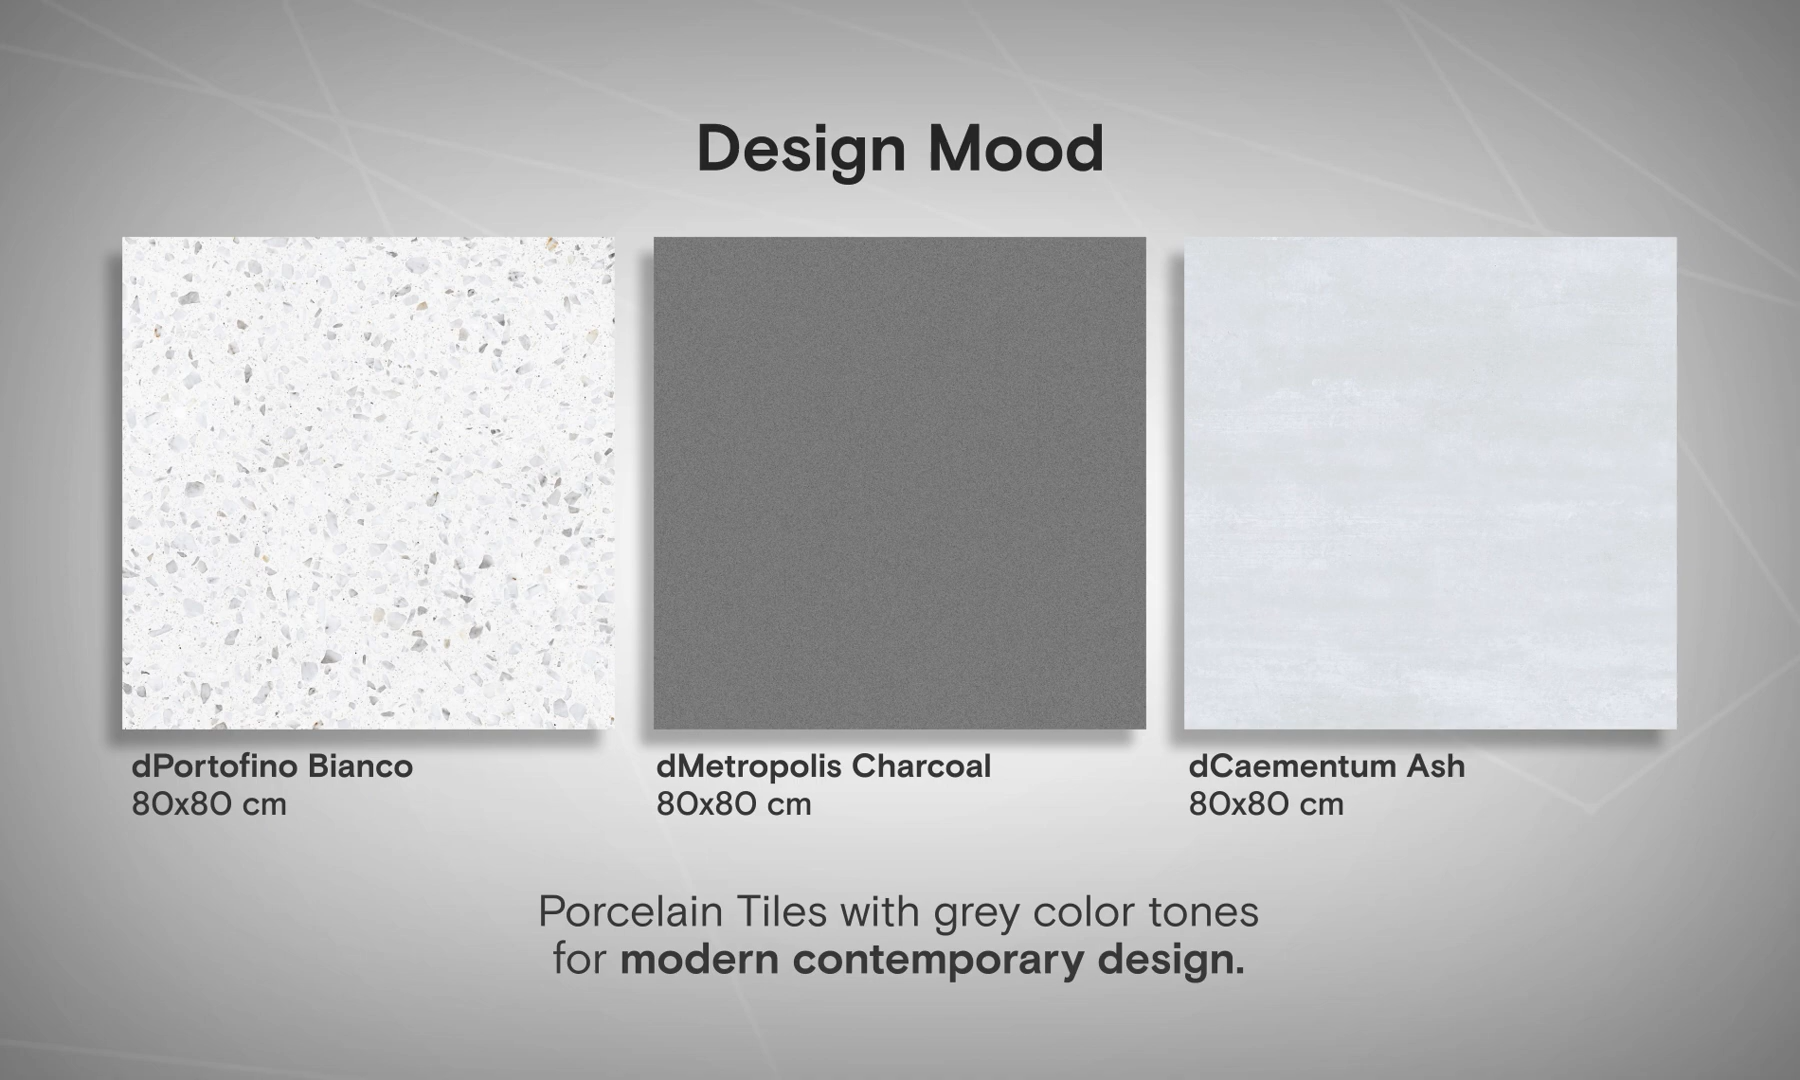 Design Mood
dPortofino Bianco
80x80 cm
dMetropolis Charcoal
80x80 cm
dCaementum Ash
80x80 cm
Porcelain Tiles with grey color tones
for modern contemporary design.